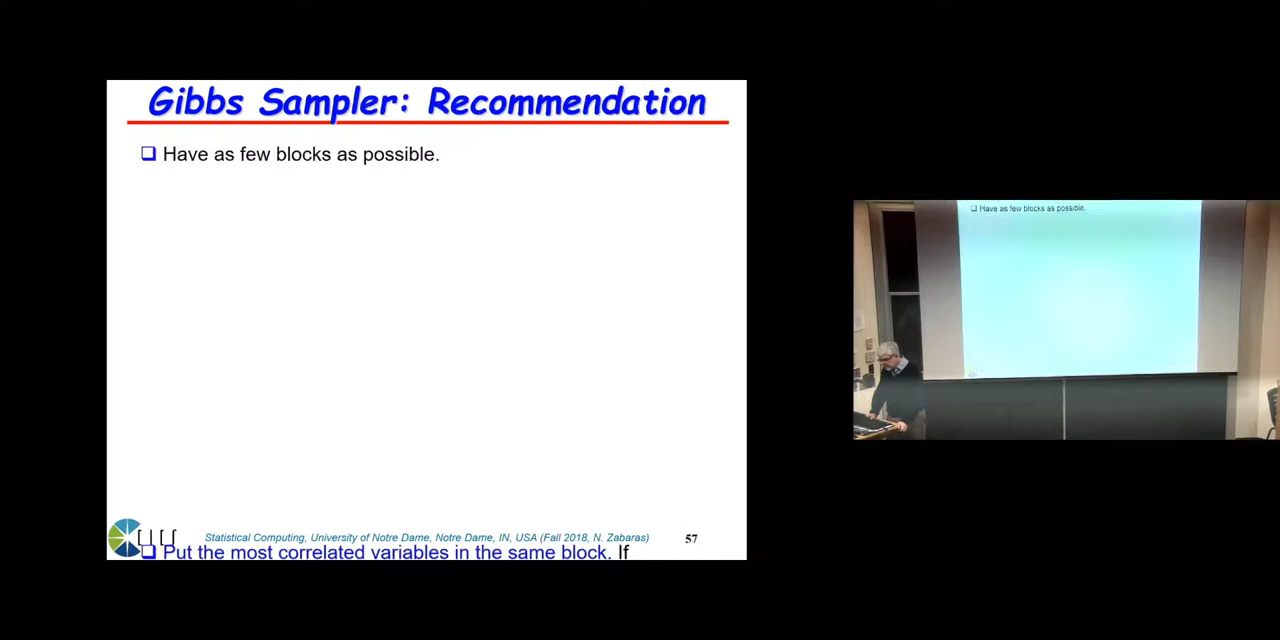 Gibbs Sampler: Recommendation
❑ Have as few blocks as possible.
Statistical Computing, University of Notre Dame, Notre Dame, IN, USA (Fall 2018, N. Zabaras)
57
❑ Put the most correlated variables in the same block. If
❑ Have as few blocks as possible.